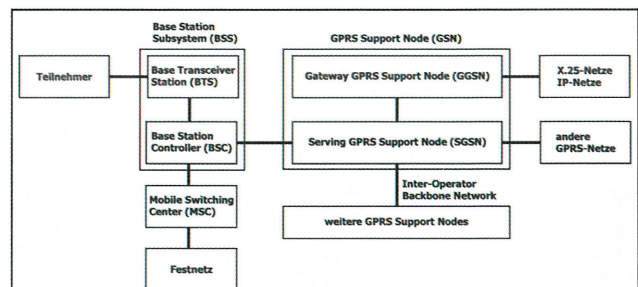 Base Station
Subsystem (BSS)
GPRS Support Node (GSN)
Teilnehmer
Base Transceiver
Station (BTS)
Gateway GPRS Support Node (GGSN)
X.25-Netze
IP-Netze
Base Station
Controller (BSC)
Serving GPRS Support Node (SGSN)
andere
GPRS-Netze
Inter-Operator
Backbone Network
Mobile Switching
Center (MSC)
weitere GPRS Support Nodes
Festnetz